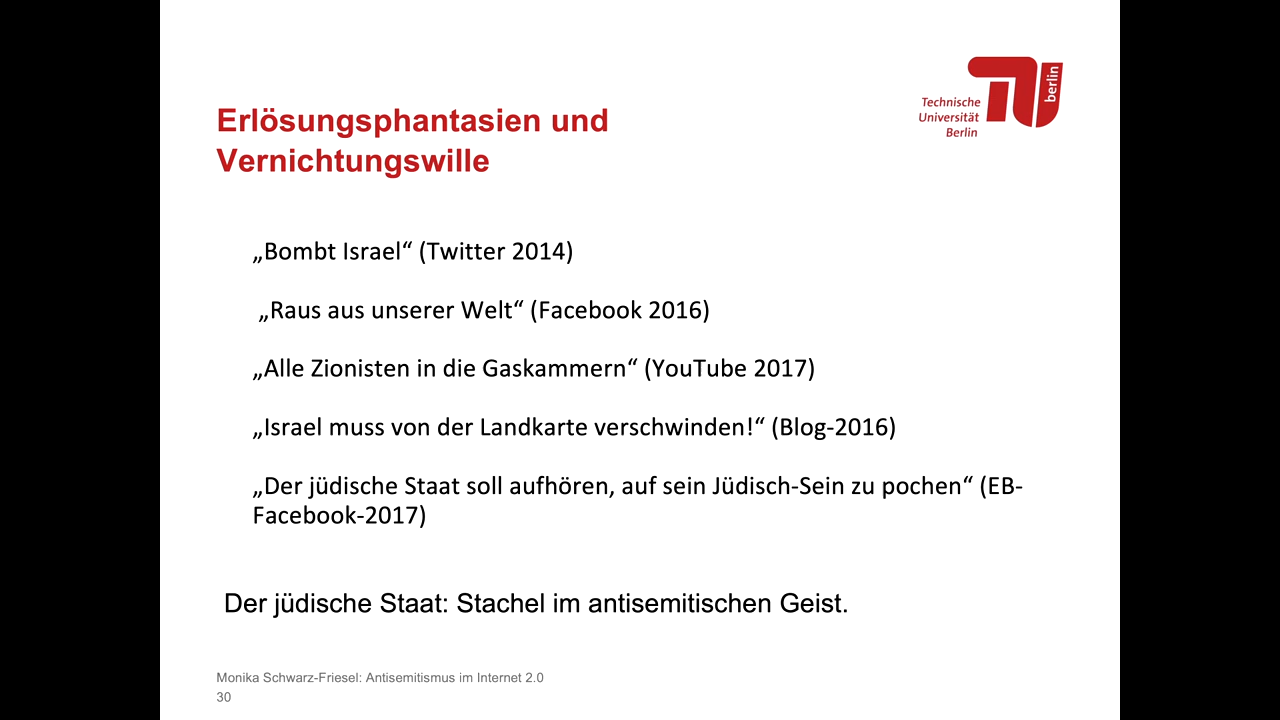 berlin
Technische
Universität
Berlin
Erlösungsphantasien und
Vernichtungswille
„Bombt Israel“ (Twitter 2014)
„Raus aus unserer Welt“ (Facebook 2016)
„Alle Zionisten in die Gaskammern“ (YouTube 2017)
„Israel muss von der Landkarte verschwinden!“ (Blog-2016)
„Der jüdische Staat soll aufhören, auf sein Jüdisch-Sein zu pochen“ (EB-
Facebook-2017)
Der jüdische Staat: Stachel im antisemitischen Geist.
Monika Schwarz-Friesel: Antisemitismus im Internet 2.0
30